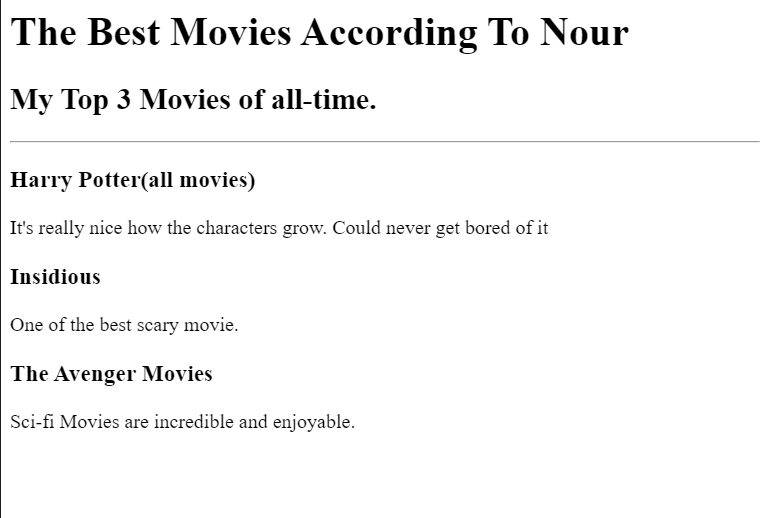 The Best Movies According To Nour
My Top 3 Movies of all-time.
Harry Potter(all movies)
It's really nice how the characters grow. Could never get bored of it
Insidious
One of the best scary movie.
The Avenger Movies
Sci-fi Movies are incredible and enjoyable.